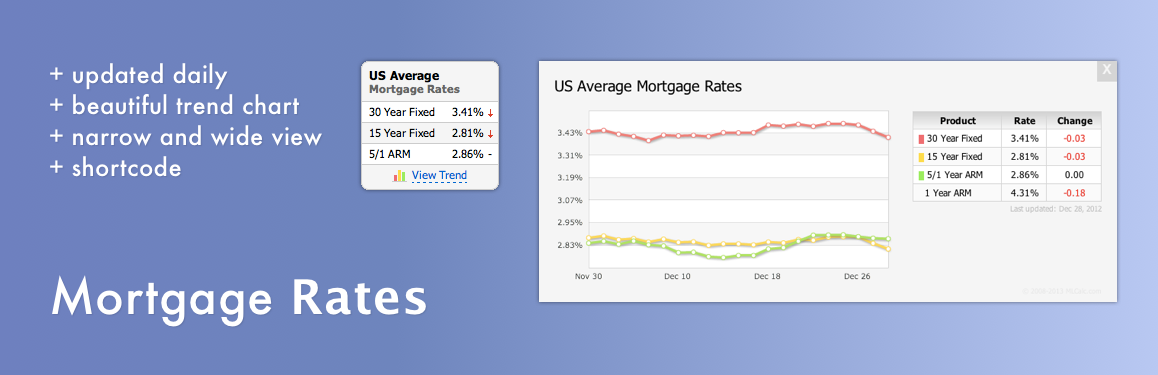 + updated daily
+ beautiful trend chart
+ narrow and wide view
+ shortcode
Mortgage Rates
US Average
Mortgage Rates
30 Year Fixed 3.41% ↓
15 Year Fixed 2.81% ↓
5/1 ARM 2.86% -
View Trend
X
US Average Mortgage Rates
3.43%
3.31%
3.19%
3.07%
2.95%
2.83%
Nov 30 Dec 10 Dec 18 Dec 26
Product Rate Change
30 Year Fixed 3.41% -0.03
15 Year Fixed 2.81% -0.03
5/1 Year ARM 2.86% 0.00
1 Year ARM 4.31% -0.18
Last updated: Dec 28, 2012